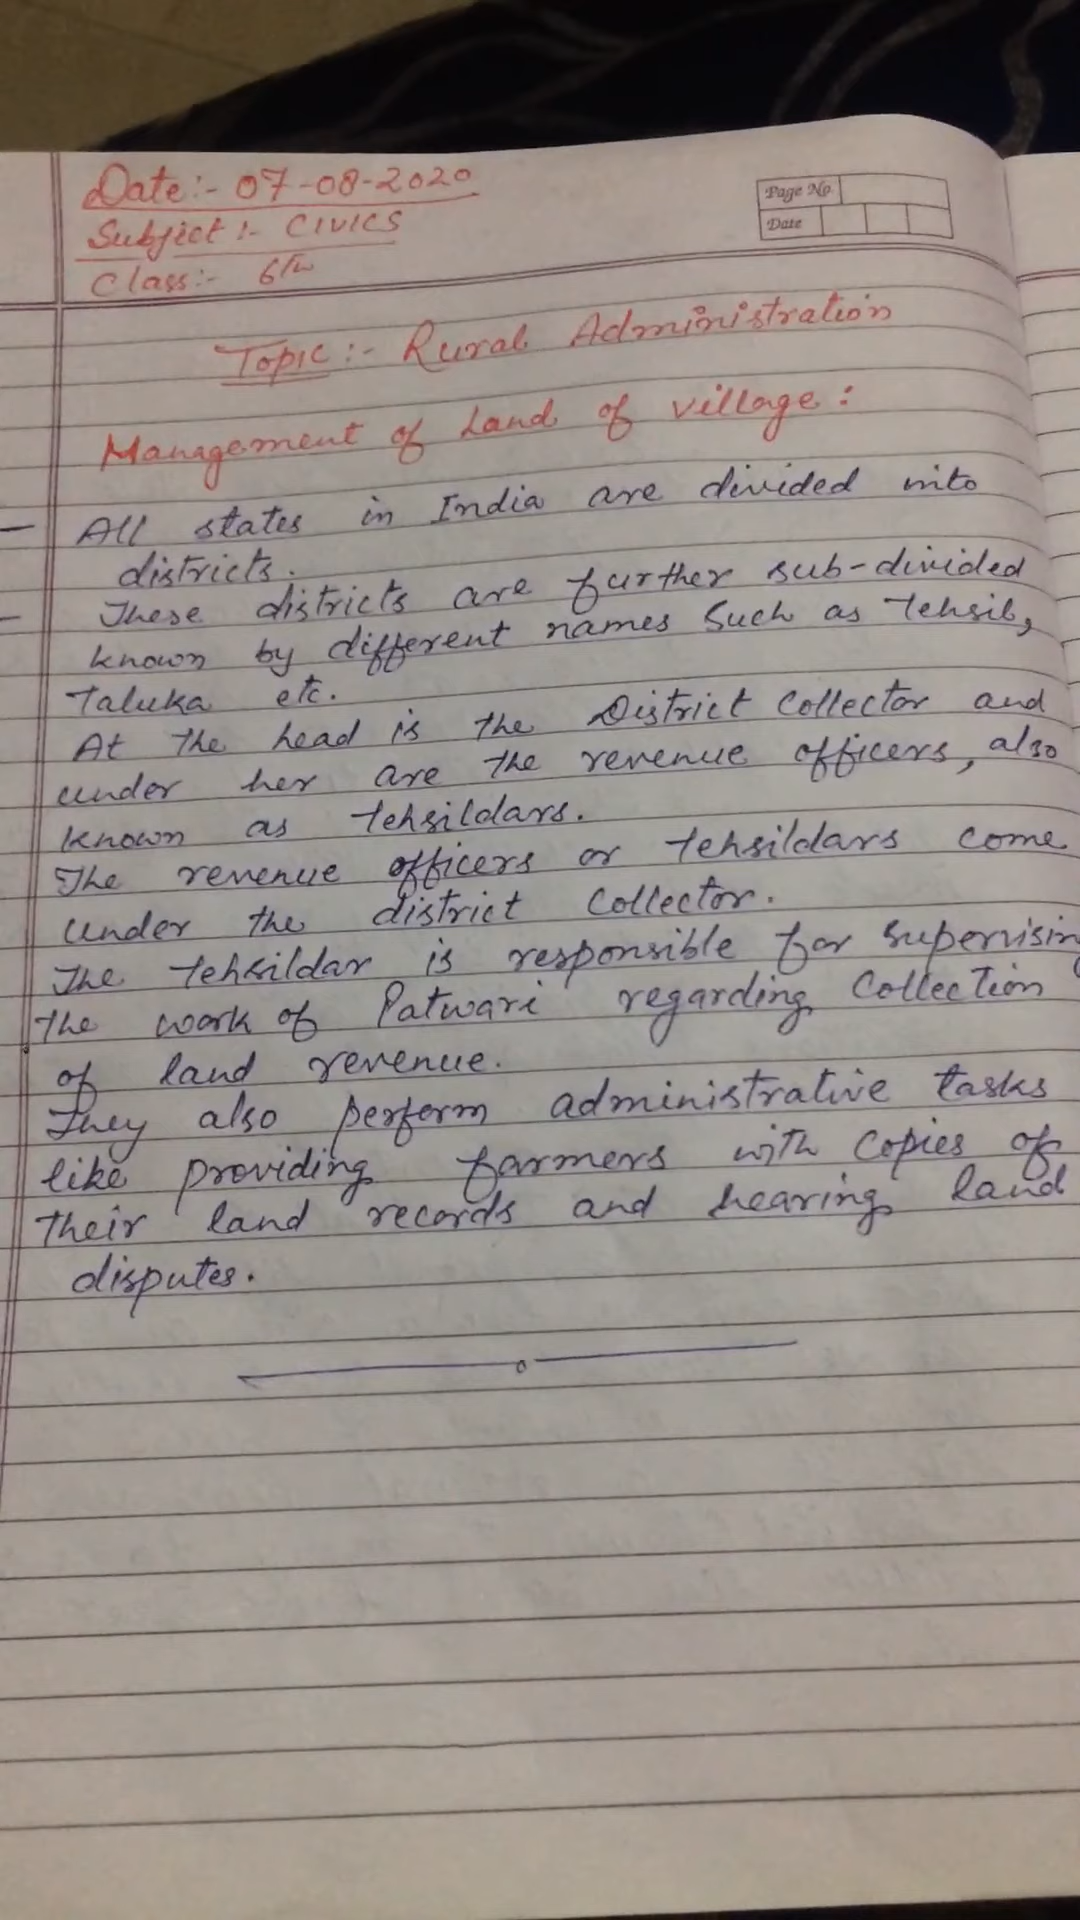 Date:- 07-08-2020
Page No.
Subject :- CIVICS
Date
Class:- 6th
Topic:- Rural Administration
Management of Land of village:
- All states in India are divided into
districts.
- These districts are further sub-divided
known by different names such as Tehsil,
Taluka etc.
At the head is the District Collector and
under her are the revenue officers, also
known as tehsildars.
The revenue officers or tehsildars come
under the district collector.
The tehsildar is responsible for supervising
the work of Patwari regarding Collection
of land revenue.
They also perform administrative tasks
like providing farmers with copies of
their land records and hearing land
disputes.